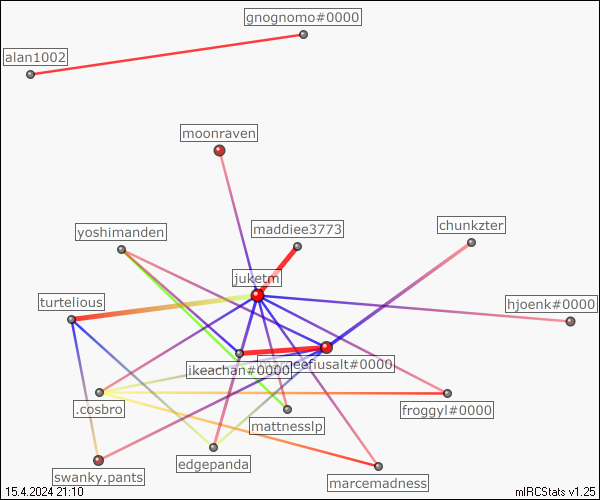 gnognomo#0000
alan1002
moonraven
yoshimanden
maddiee3773
chunkzter
juketm
turtelious
hjoenk#0000
eefiusalt#0000
ikeachan#0000
.cosbro
froggyl#0000
mattnesslp
edgepanda
swanky.pants
marcemadness
15.4.2024 21:10
mIRCStats v1.25